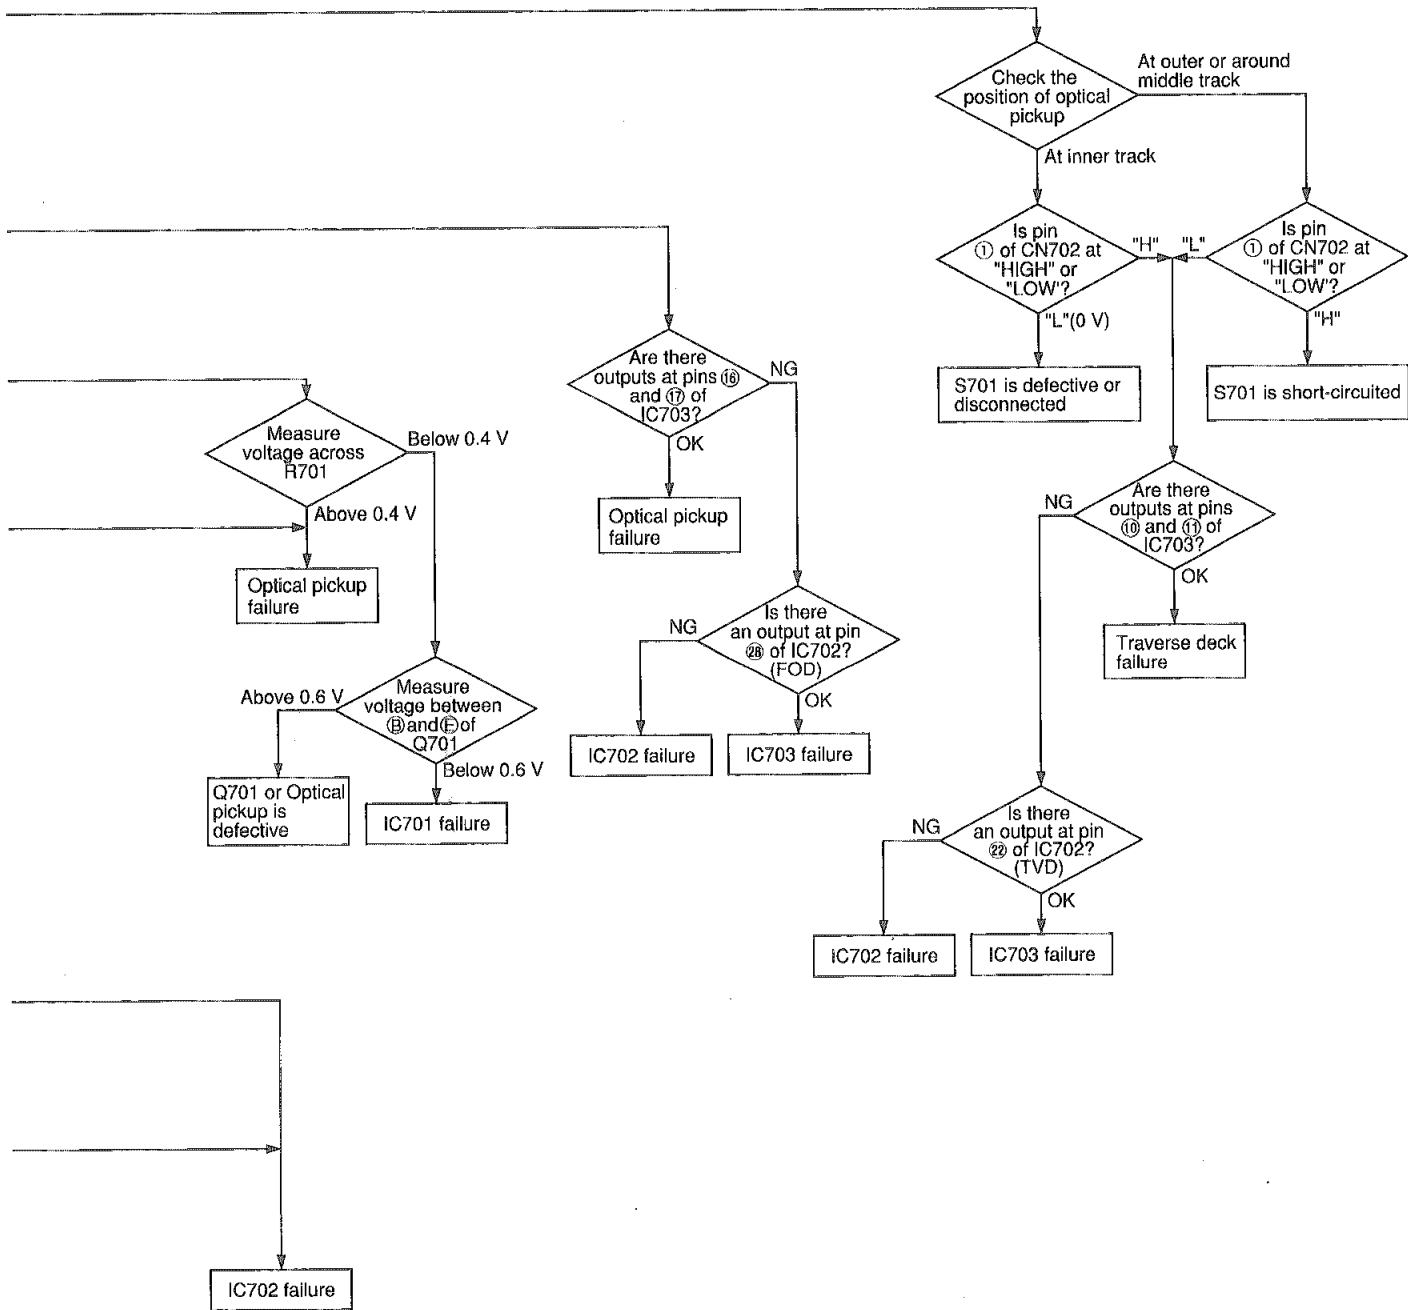 Check the
position of optical
pickup
At outer or around
middle track
At inner track
Is pin
① of CN702 at
"HIGH" or
"LOW"?
"H"
"L"
Is pin
① of CN702 at
"HIGH" or
"LOW"?
"L"(0 V)
"H"
S701 is defective or
disconnected
S701 is short-circuited
Are there
outputs at pins ⑯
and ⑰ of
IC703?
NG
OK
Optical pickup
failure
Measure
voltage across
R701
Below 0.4 V
Above 0.4 V
Optical pickup
failure
Are there
outputs at pins
⑩ and ⑪ of
IC703?
NG
OK
Traverse deck
failure
Is there
an output at pin
㉘ of IC702?
(FOD)
NG
OK
IC702 failure
IC703 failure
Measure
voltage between
Ⓑ and Ⓔ of
Q701
Above 0.6 V
Below 0.6 V
Q701 or Optical
pickup is
defective
IC701 failure
Is there
an output at pin
㉒ of IC702?
(TVD)
NG
OK
IC702 failure
IC703 failure
IC702 failure